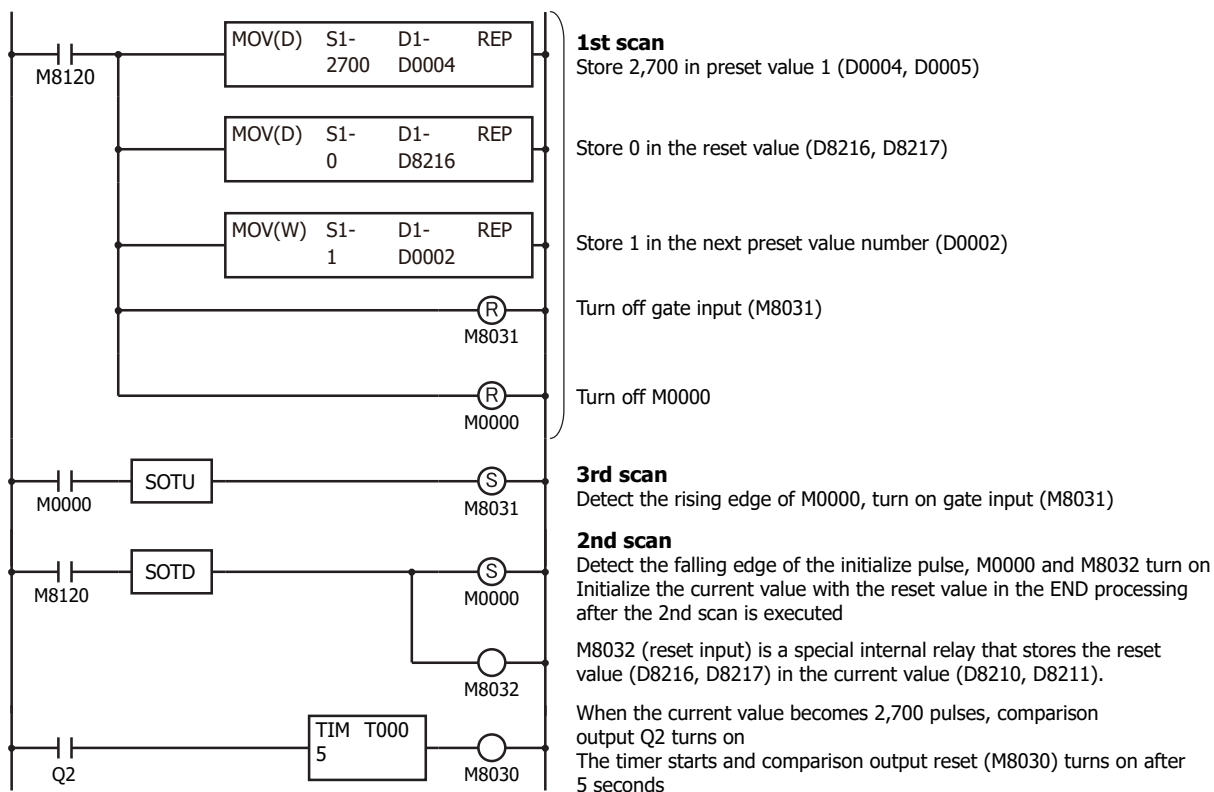 MOV(D) S1- D1- REP
2700 D0004
M8120
1st scan
Store 2,700 in preset value 1 (D0004, D0005)
MOV(D) S1- D1- REP
0 D8216
Store 0 in the reset value (D8216, D8217)
MOV(W) S1- D1- REP
1 D0002
Store 1 in the next preset value number (D0002)
R
M8031
Turn off gate input (M8031)
R
M0000
Turn off M0000
M0000
SOTU
S
M8031
3rd scan
Detect the rising edge of M0000, turn on gate input (M8031)
M8120
SOTD
S
M0000
M8032
2nd scan
Detect the falling edge of the initialize pulse, M0000 and M8032 turn on
Initialize the current value with the reset value in the END processing
after the 2nd scan is executed
M8032 (reset input) is a special internal relay that stores the reset
value (D8216, D8217) in the current value (D8210, D8211).
Q2
TIM T000
5
M8030
When the current value becomes 2,700 pulses, comparison
output Q2 turns on
The timer starts and comparison output reset (M8030) turns on after
5 seconds